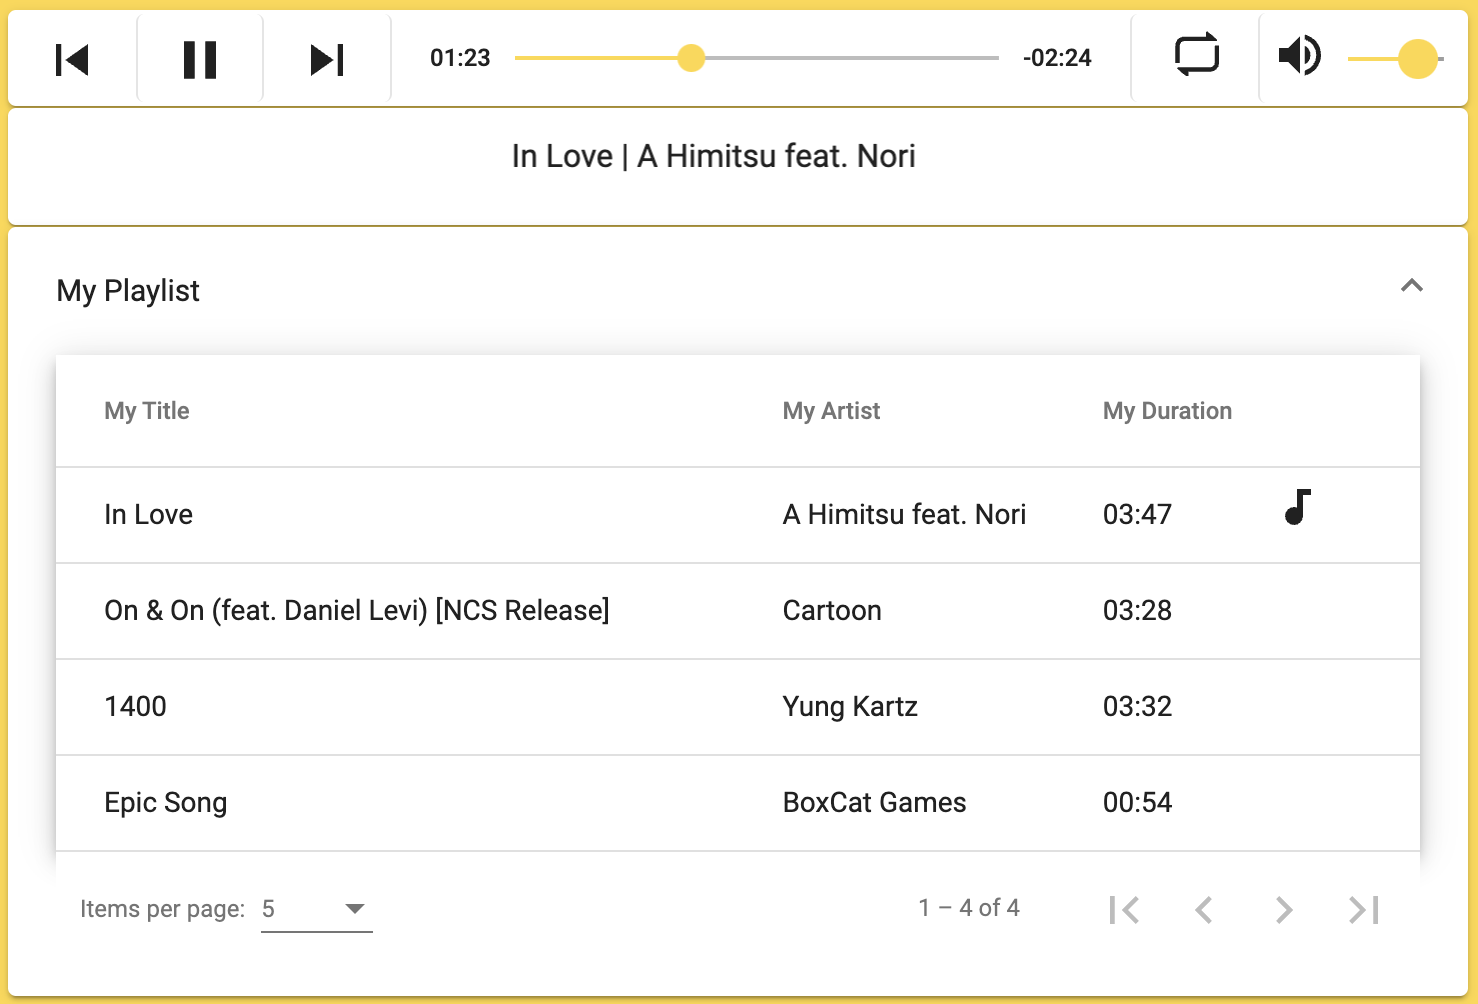 01:23 -02:24
In Love | A Himitsu feat. Nori
My Playlist
My Title My Artist My Duration
In Love A Himitsu feat. Nori 03:47
On & On (feat. Daniel Levi) [NCS Release] Cartoon 03:28
1400 Yung Kartz 03:32
Epic Song BoxCat Games 00:54
Items per page: 5 1 – 4 of 4